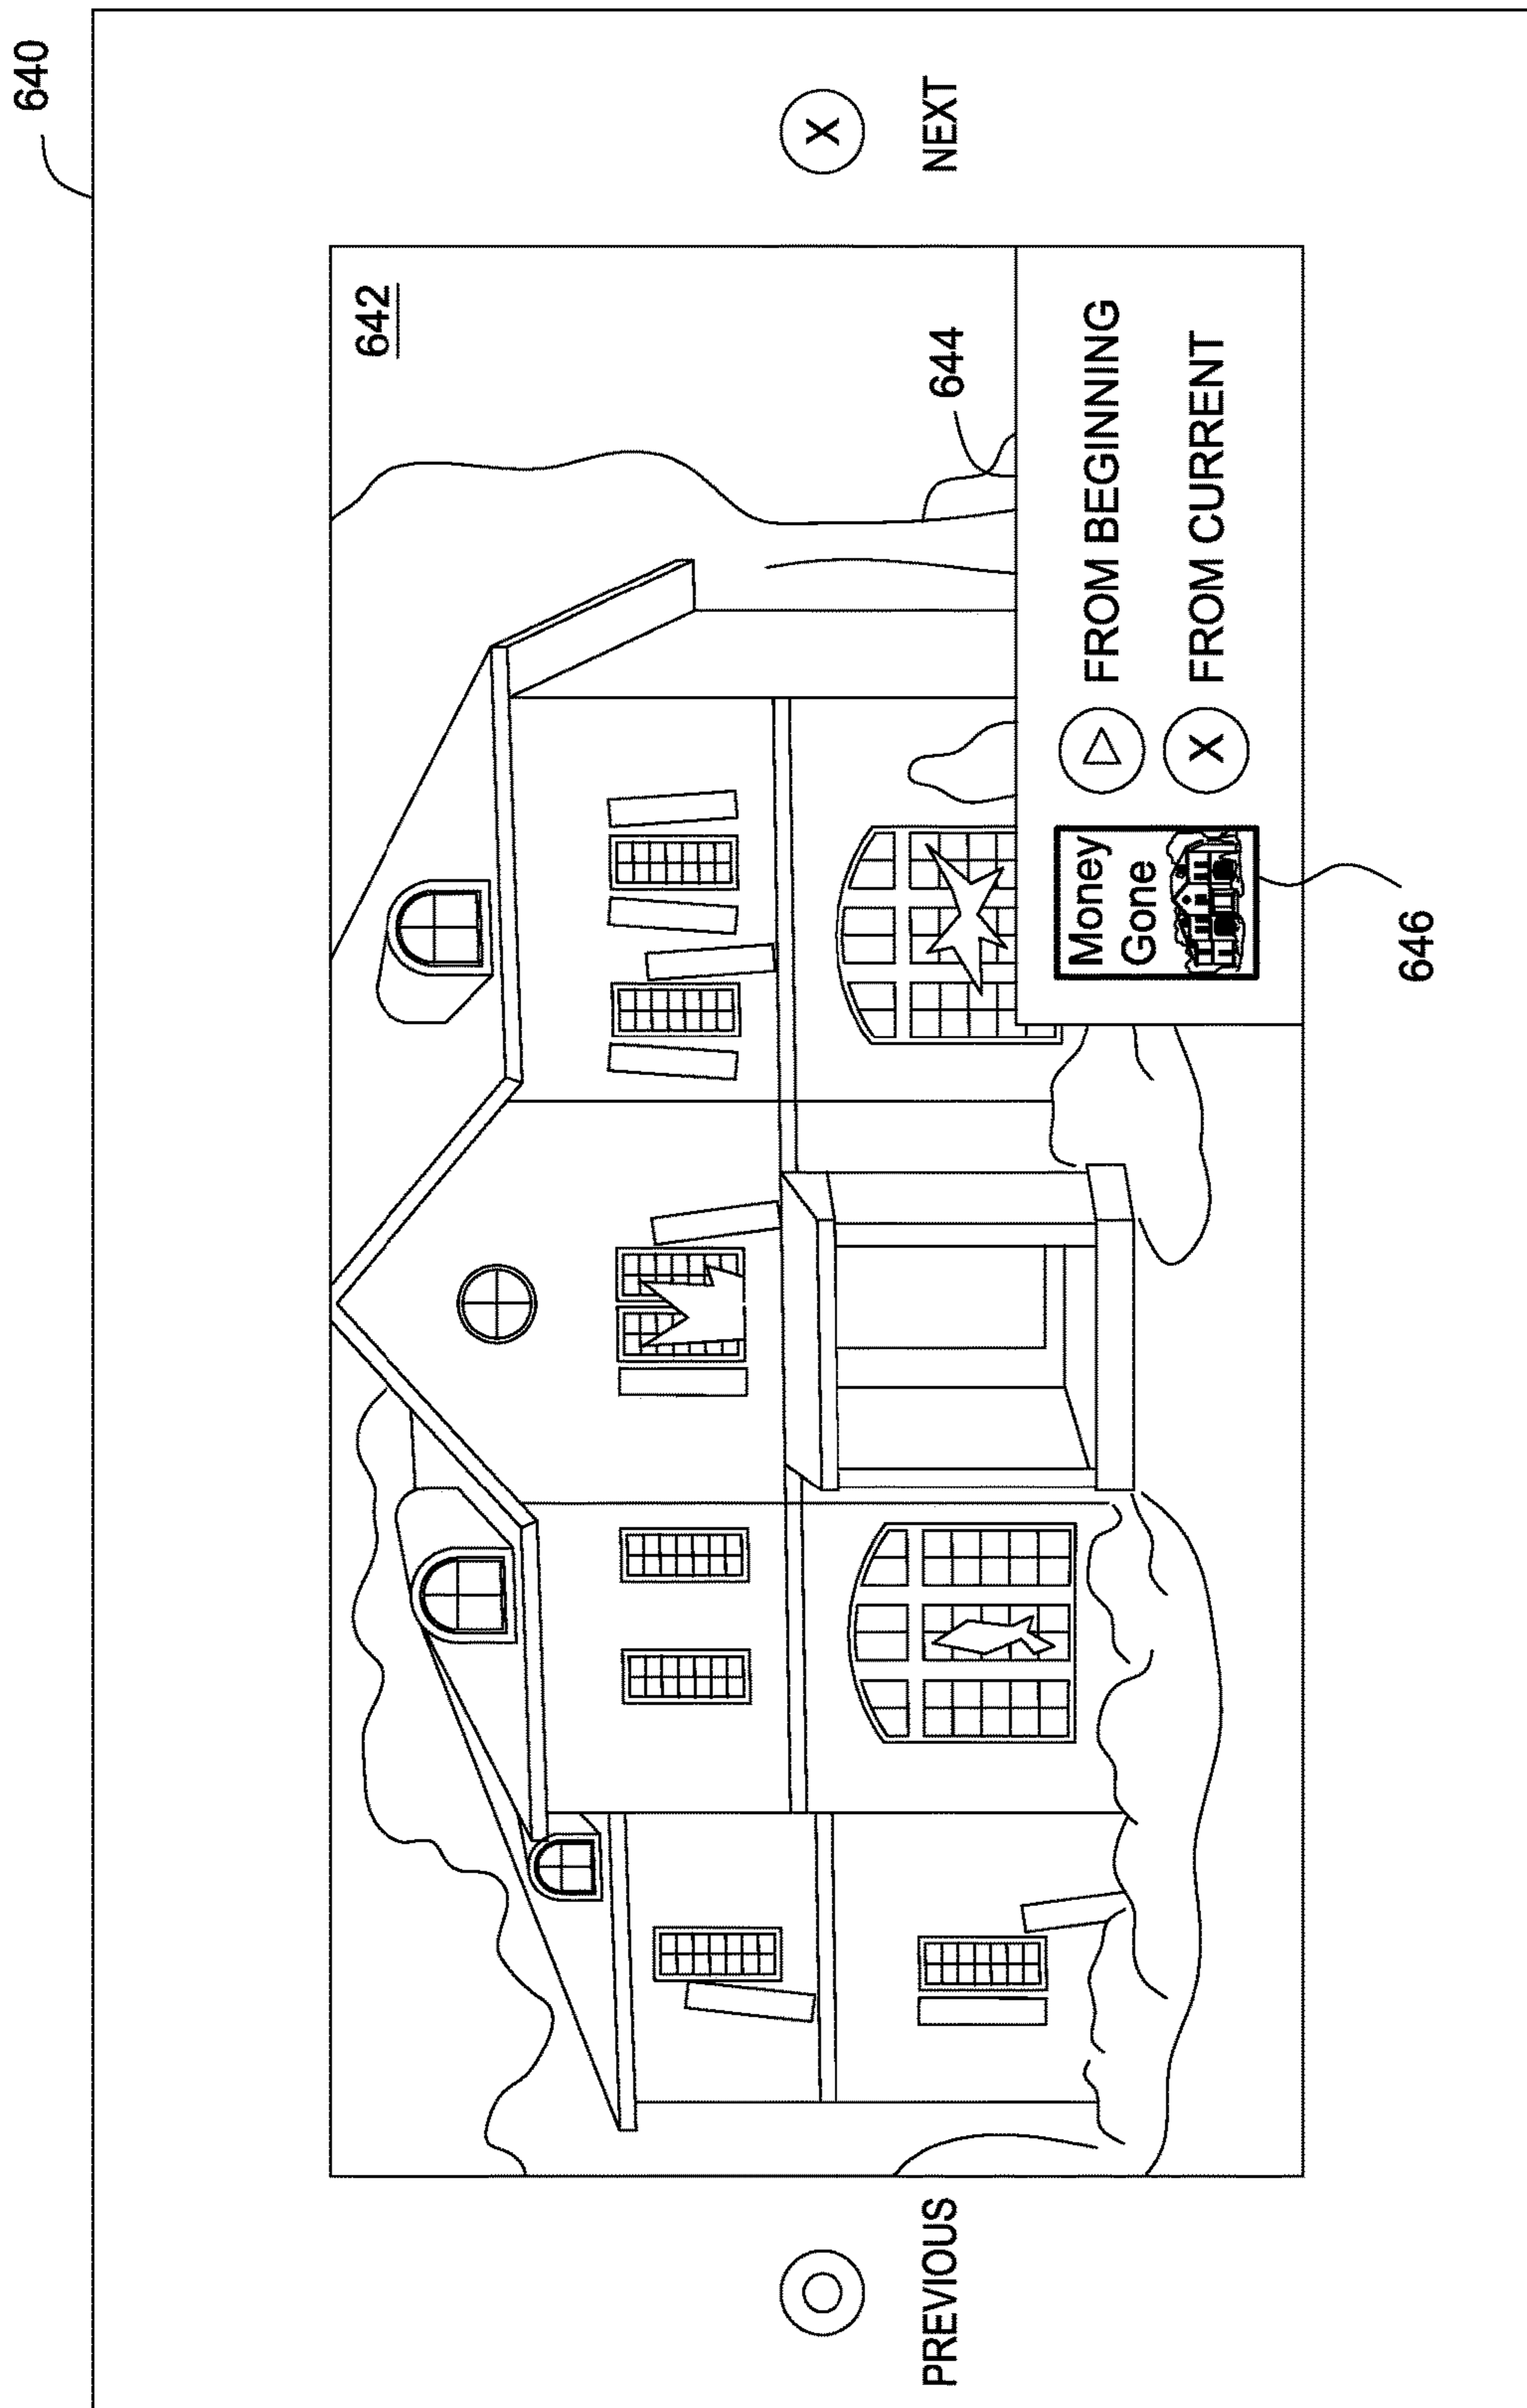 640
642
644
PREVIOUS
X
NEXT
Money
Gone
FROM BEGINNING
X FROM CURRENT
646